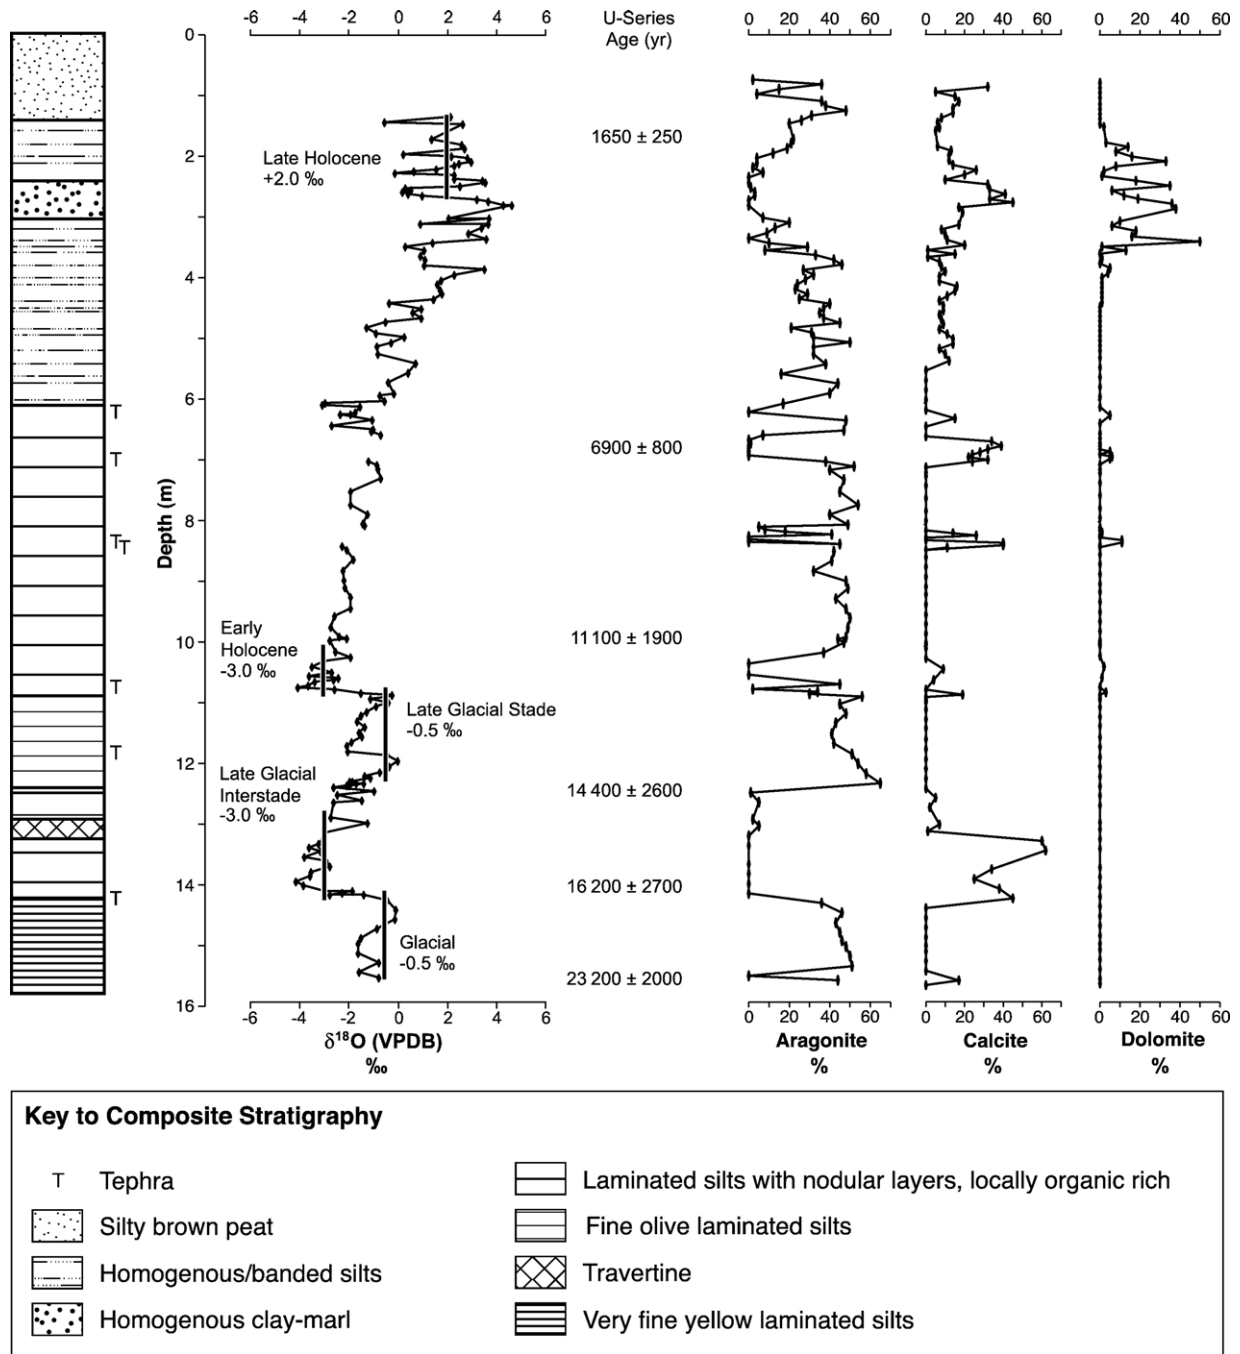 -6 -4 -2 0 2 4 6
U-Series
Age (yr)
0 20 40 60
0 20 40 60
0 20 40 60
0
2
4
6
8
10
12
14
16
Depth (m)
T
T
T
T
T
T
T
Late Holocene
+2.0 ‰
Early
Holocene
-3.0 ‰
Late Glacial Stade
-0.5 ‰
Late Glacial
Interstade
-3.0 ‰
Glacial
-0.5 ‰
1650 ± 250
6900 ± 800
11 100 ± 1900
14 400 ± 2600
16 200 ± 2700
23 200 ± 2000
-6 -4 -2 0 2 4 6
δ18O (VPDB)
‰
0 20 40 60
Aragonite
%
0 20 40 60
Calcite
%
0 20 40 60
Dolomite
%
Key to Composite Stratigraphy
T Tephra
Silty brown peat
Homogenous/banded silts
Homogenous clay-marl
Laminated silts with nodular layers, locally organic rich
Fine olive laminated silts
Travertine
Very fine yellow laminated silts